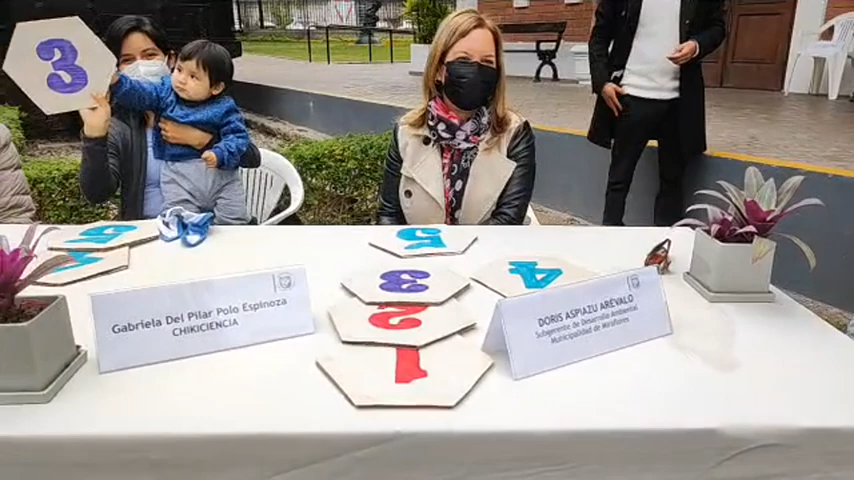 3
5
Gabriela Del Pilar Polo Espinoza
CHIKICIENCIA
3
2
1
4
DORIS ASPIAZU AREVALO
Subgerencia de Desarrollo Ambiental
Municipalidad de Miraflores